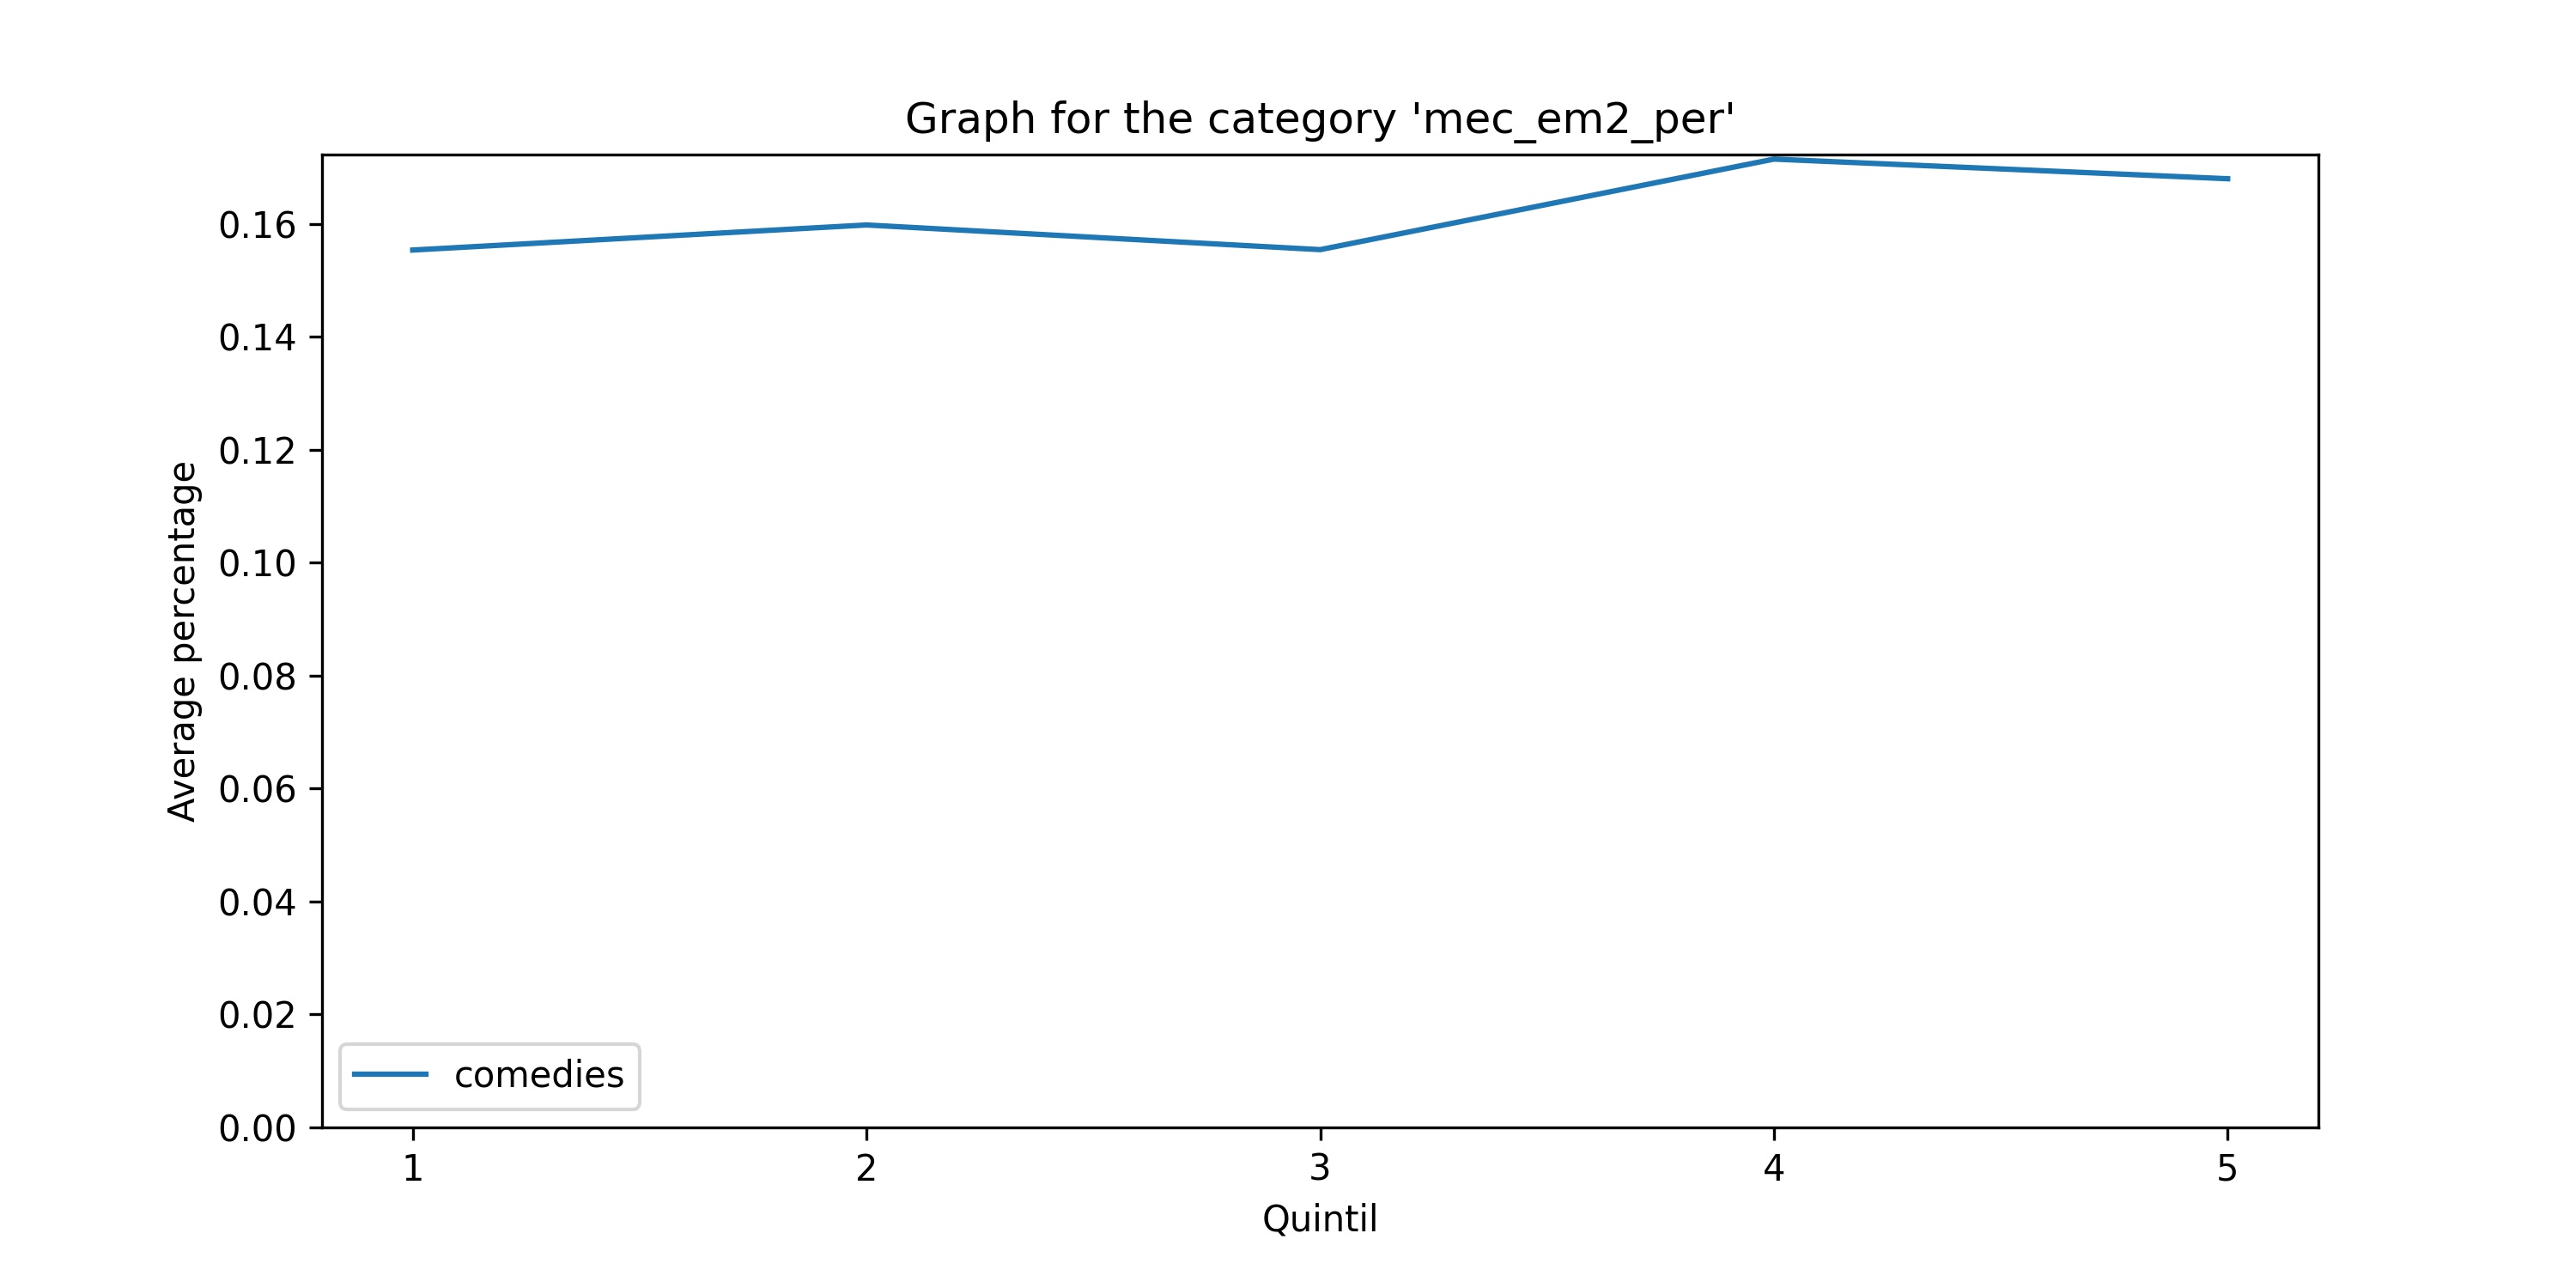 Graph for the category 'mec_em2_per'
Average percentage
0.16
0.14
0.12
0.10
0.08
0.06
0.04
0.02
0.00
comedies
1 2 3 4 5
Quintil